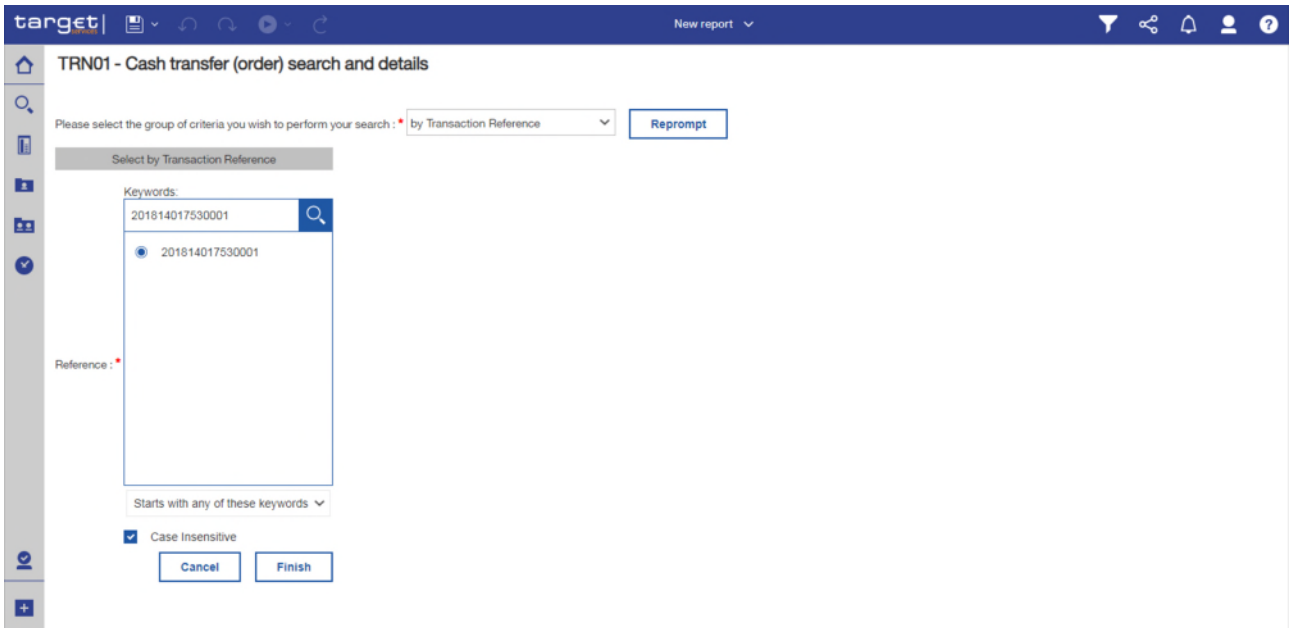 target|
services
New report
TRN01 - Cash transfer (order) search and details
Please select the group of criteria you wish to perform your search : * by Transaction Reference
Reprompt
Select by Transaction Reference
Keywords:
201814017530001
201814017530001
Reference : *
Starts with any of these keywords
Case Insensitive
Cancel
Finish